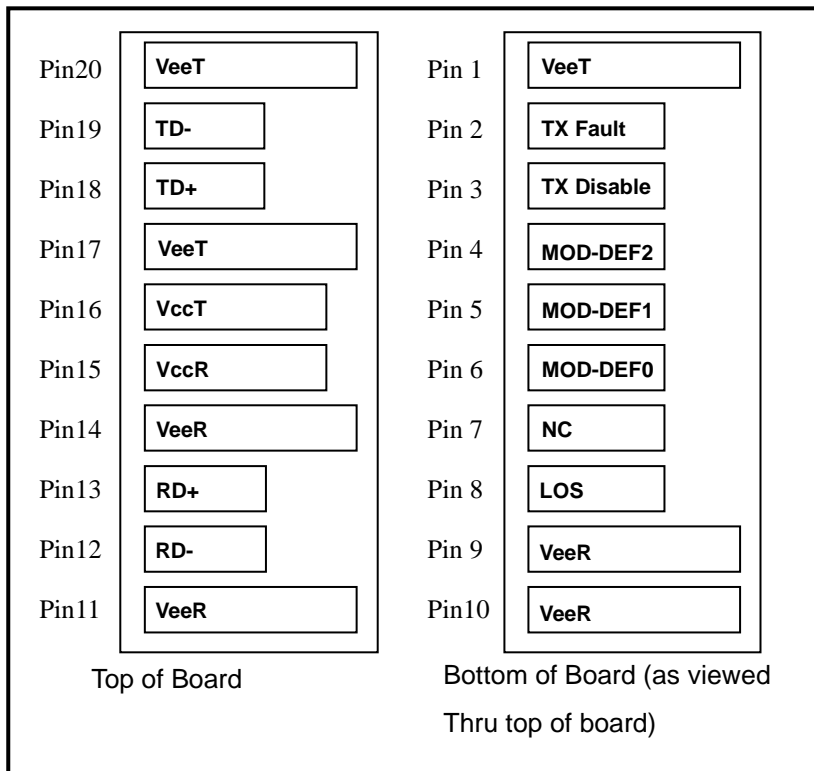 Pin20 VeeT
Pin19 TD-
Pin18 TD+
Pin17 VeeT
Pin16 VccT
Pin15 VccR
Pin14 VeeR
Pin13 RD+
Pin12 RD-
Pin11 VeeR
Top of Board
Pin 1 VeeT
Pin 2 TX Fault
Pin 3 TX Disable
Pin 4 MOD-DEF2
Pin 5 MOD-DEF1
Pin 6 MOD-DEF0
Pin 7 NC
Pin 8 LOS
Pin 9 VeeR
Pin10 VeeR
Bottom of Board (as viewed
Thru top of board)